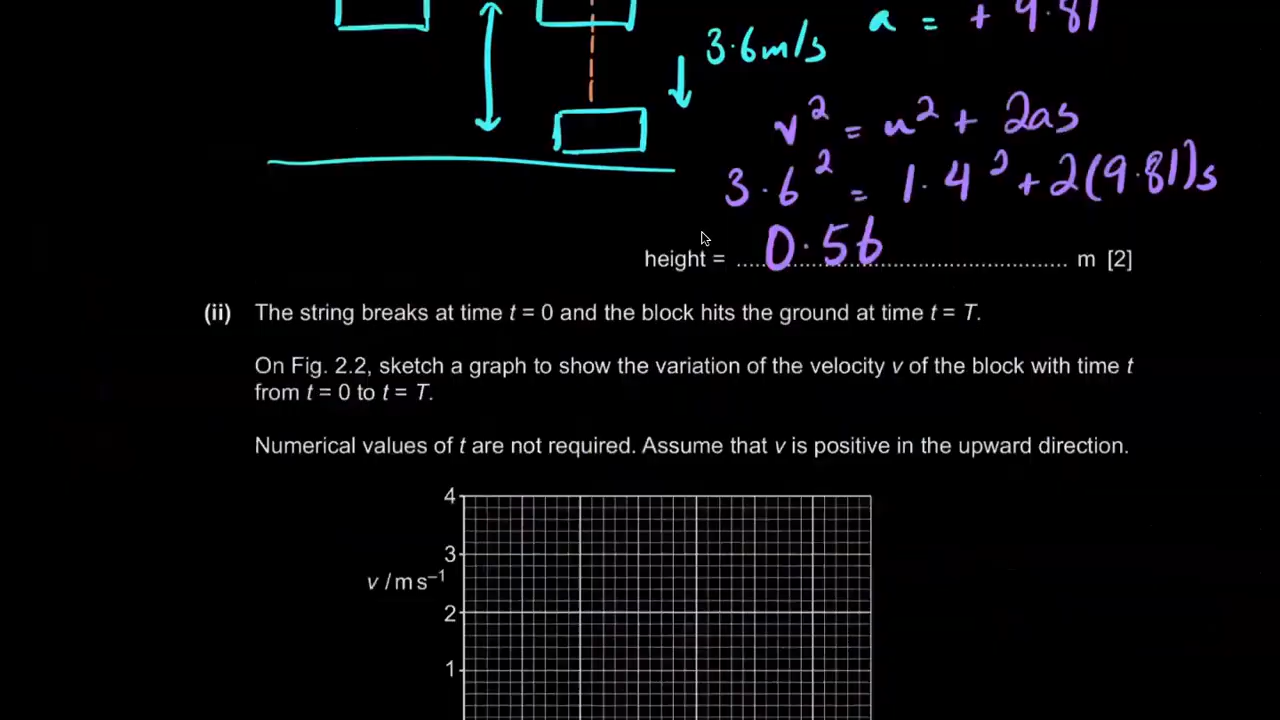 a = + 9.81
3.6m/s
v² = u² + 2as
3.6² = 1.4² + 2(9.81)s
height = 0.56 m [2]
(ii) The string breaks at time t = 0 and the block hits the ground at time t = T.
On Fig. 2.2, sketch a graph to show the variation of the velocity v of the block with time t
from t = 0 to t = T.
Numerical values of t are not required. Assume that v is positive in the upward direction.
4
3
v / m s⁻¹
2
1